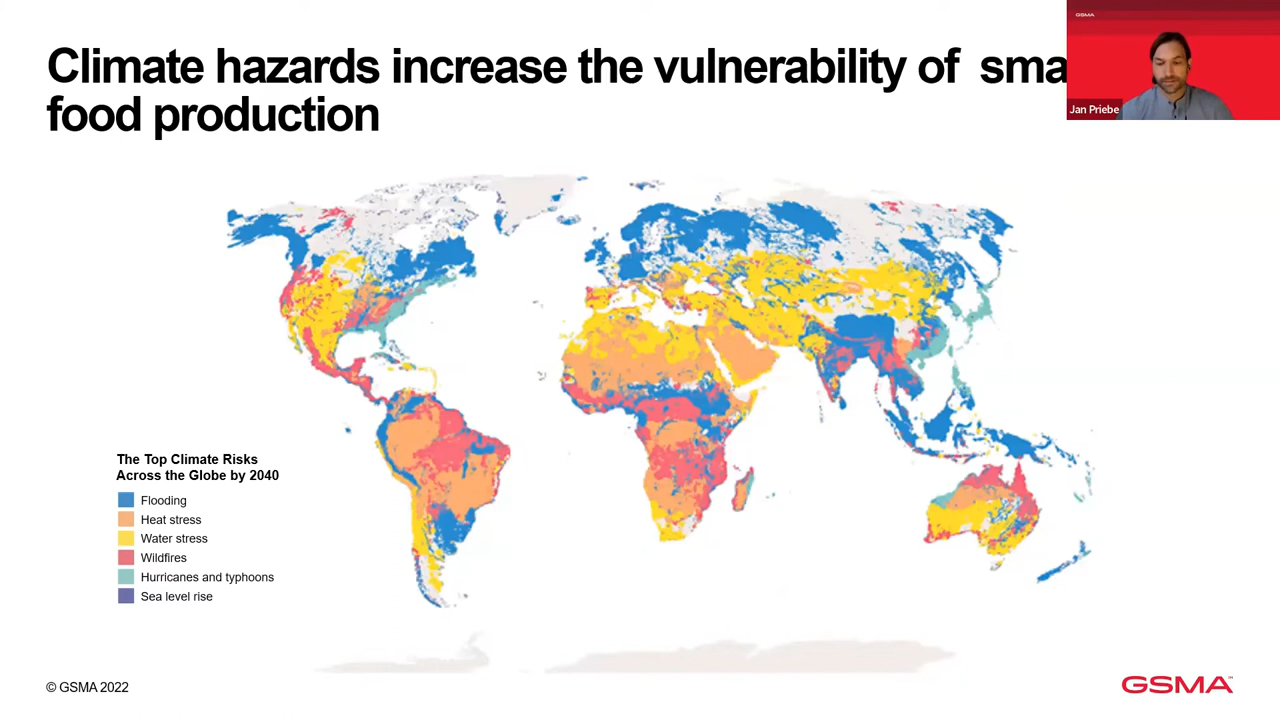 Climate hazards increase the vulnerability of
food production
GSMA
Jan Priebe
The Top Climate Risks
Across the Globe by 2040
Flooding
Heat stress
Water stress
Wildfires
Hurricanes and typhoons
Sea level rise
© GSMA 2022
GSMA